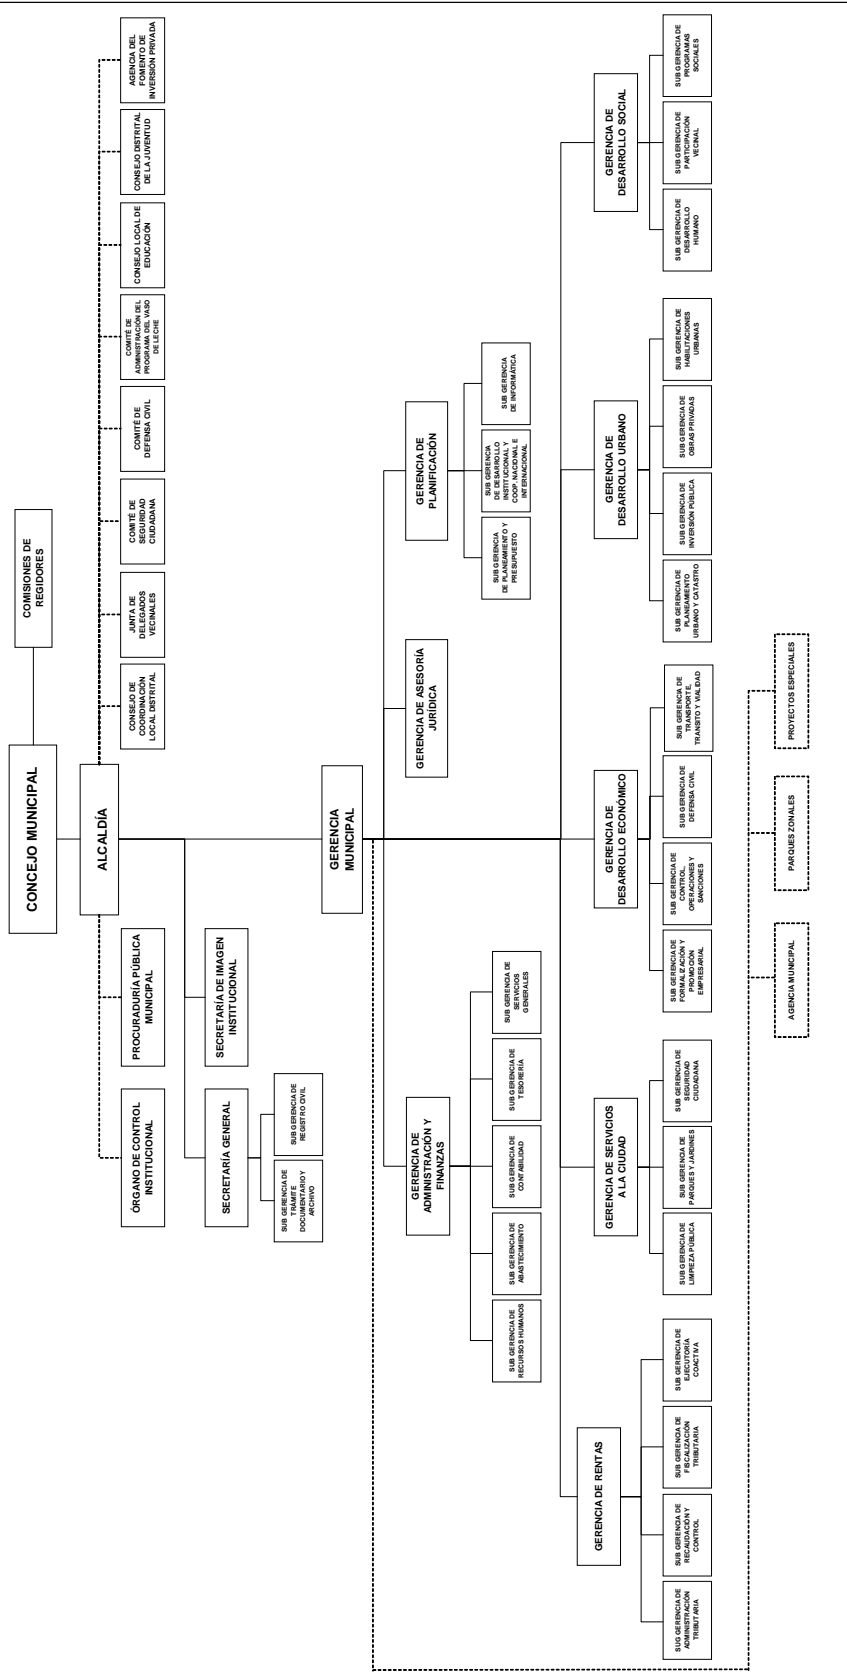 CONCEJO MUNICIPAL
COMISIONES DE
REGIDORES
ALCALDÍA
ÓRGANO DE CONTROL
INSTITUCIONAL
PROCURADURÍA PÚBLICA
MUNICIPAL
CONSEJO DE
COORDINACIÓN
LOCAL DISTRITAL
JUNTA DE
DELEGADOS
VECINALES
COMITÉ DE
SEGURIDAD
CIUDADANA
COMITÉ DE
DEFENSA CIVIL
COMITÉ DE
ADMINISTRACIÓN DEL
PROGRAMA DEL VASO
DE LECHE
CONSEJO LOCAL DE
EDUCACIÓN
CONSEJO DISTRITAL
DE LA JUVENTUD
AGENCIA DEL
FOMENTO DE
INVERSIÓN PRIVADA
SECRETARÍA GENERAL
SECRETARÍA DE IMAGEN
INSTITUCIONAL
SUB GERENCIA DE
TRÁMITE
DOCUMENTARIO Y
ARCHIVO
SUB GERENCIA DE
REGISTRO CIVIL
GERENCIA
MUNICIPAL
GERENCIA DE
ADMINISTRACIÓN Y
FINANZAS
GERENCIA DE ASESORÍA
JURÍDICA
GERENCIA DE
PLANIFICACIÓN
SUB GERENCIA DE
RECURSOS HUMANOS
SUB GERENCIA DE
ABASTECIMIENTO
SUB GERENCIA DE
CONTABILIDAD
SUB GERENCIA DE
TESORERÍA
SUB GERENCIA DE
SERVICIOS
GENERALES
SUB GERENCIA
DE PLANEAMIENTO Y
PRESUPUESTO
SUB GERENCIA
DE DESARROLLO
INSTITUCIONAL Y
COOP. NACIONAL E
INTERNACIONAL
SUB GERENCIA
DE INFORMÁTICA
GERENCIA DE RENTAS
GERENCIA DE SERVICIOS
A LA CIUDAD
GERENCIA DE
DESARROLLO ECONÓMICO
GERENCIA DE
DESARROLLO URBANO
GERENCIA DE
DESARROLLO SOCIAL
SUG GERENCIA DE
ADMINISTRACIÓN
TRIBUTARIA
SUB GERENCIA DE
RECAUDACIÓN Y
CONTROL
SUB GERENCIA DE
FISCALIZACIÓN
TRIBUTARIA
SUB GERENCIA DE
EJECUTORÍA
COACTIVA
SUB GERENCIA DE
LIMPIEZA PÚBLICA
SUB GERENCIA DE
PARQUES Y JARDINES
SUB GERENCIA DE
SEGURIDAD
CIUDADANA
SUB GERENCIA DE
FORMALIZACIÓN Y
PROMOCIÓN
EMPRESARIAL
SUB GERENCIA DE
CONTROL,
OPERACIONES Y
SANCIONES
SUB GERENCIA DE
DEFENSA CIVIL
SUB GERENCIA DE
TRANSPORTE,
TRANSITO Y VIALIDAD
SUB GERENCIA DE
PLANEAMIENTO
URBANO Y CATASTRO
SUB GERENCIA DE
INVERSIÓN PÚBLICA
SUB GERENCIA DE
OBRAS PRIVADAS
SUB GERENCIA DE
HABILITACIONES
URBANAS
SUB GERENCIA DE
DESARROLLO
HUMANO
SUB GERENCIA DE
PARTICIPACIÓN
VECINAL
SUB GERENCIA DE
PROGRAMAS
SOCIALES
AGENCIA MUNICIPAL
PARQUES ZONALES
PROYECTOS ESPECIALES